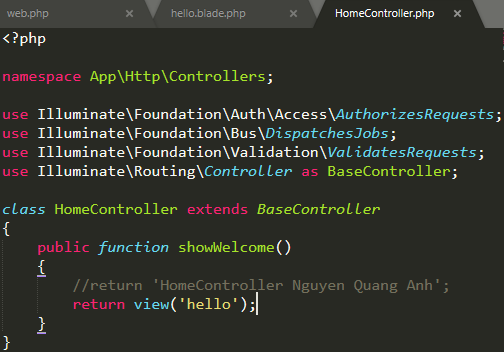 web.php hello.blade.php HomeController.php
<?php
namespace App\Http\Controllers;
use Illuminate\Foundation\Auth\Access\AuthorizesRequests;
use Illuminate\Foundation\Bus\DispatchesJobs;
use Illuminate\Foundation\Validation\ValidatesRequests;
use Illuminate\Routing\Controller as BaseController;
class HomeController extends BaseController
{
    public function showWelcome()
    {
        //return 'HomeController Nguyen Quang Anh';
        return view('hello');
    }
}